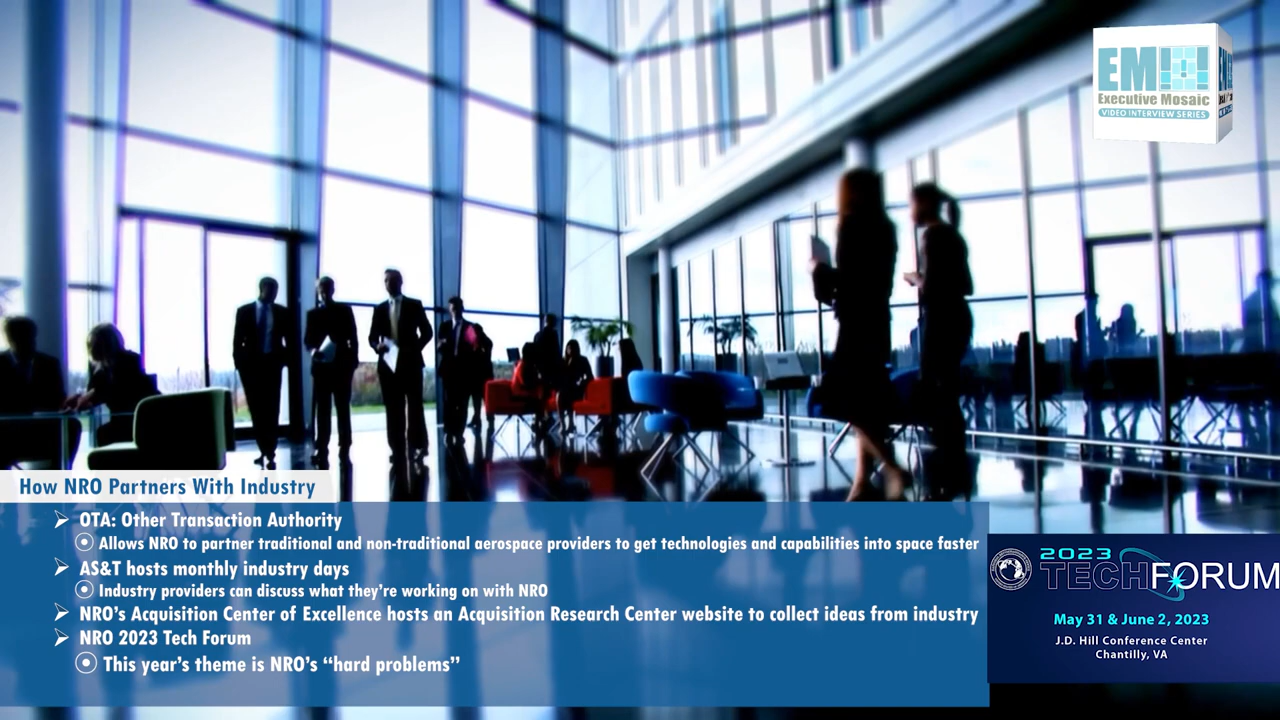 EM
Executive Mosaic
VIDEO INTERVIEW SERIES
How NRO Partners With Industry
OTA: Other Transaction Authority
Allows NRO to partner traditional and non-traditional aerospace providers to get technologies and capabilities into space faster
AS&T hosts monthly industry days
Industry providers can discuss what they’re working on with NRO
NRO’s Acquisition Center of Excellence hosts an Acquisition Research Center website to collect ideas from industry
NRO 2023 Tech Forum
This year’s theme is NRO’s “hard problems”
2023
TECHFORUM
May 31 & June 2, 2023
J.D. Hill Conference Center
Chantilly, VA